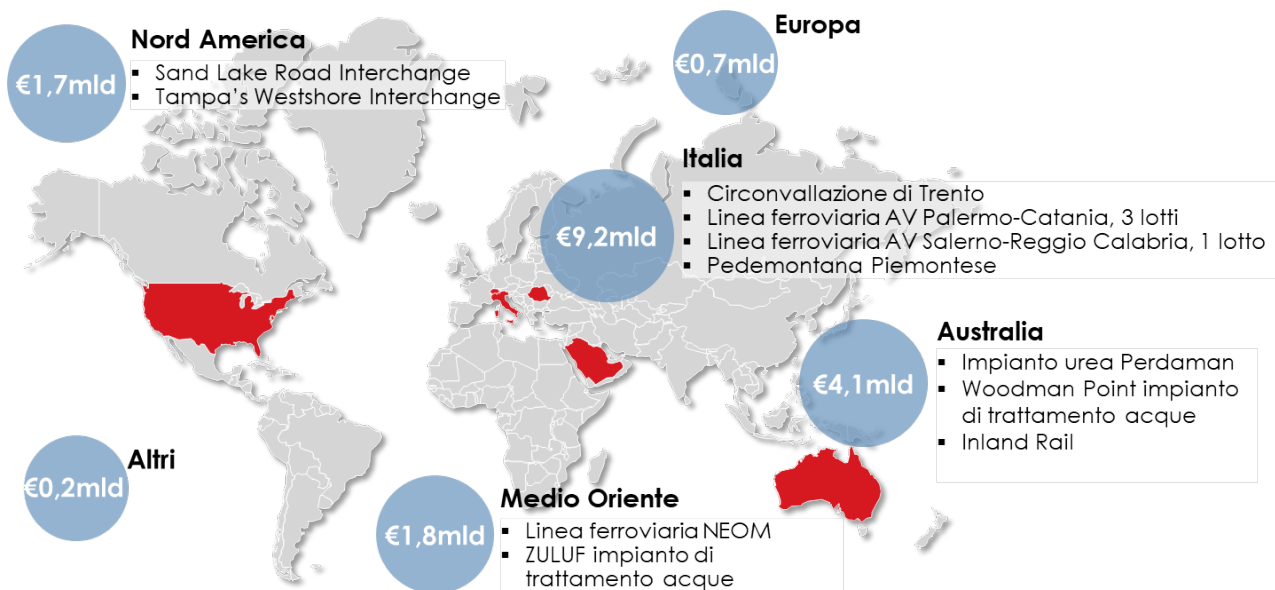 Nord America
€1,7mld
▪ Sand Lake Road Interchange
▪ Tampa's Westshore Interchange
Europa
€0,7mld
Italia
€9,2mld
▪ Circonvallazione di Trento
▪ Linea ferroviaria AV Palermo-Catania, 3 lotti
▪ Linea ferroviaria AV Salerno-Reggio Calabria, 1 lotto
▪ Pedemontana Piemontese
Australia
€4,1mld
▪ Impianto urea Perdaman
▪ Woodman Point impianto
di trattamento acque
▪ Inland Rail
Altri
€0,2mld
Medio Oriente
€1,8mld
▪ Linea ferroviaria NEOM
▪ ZULUF impianto di
trattamento acque